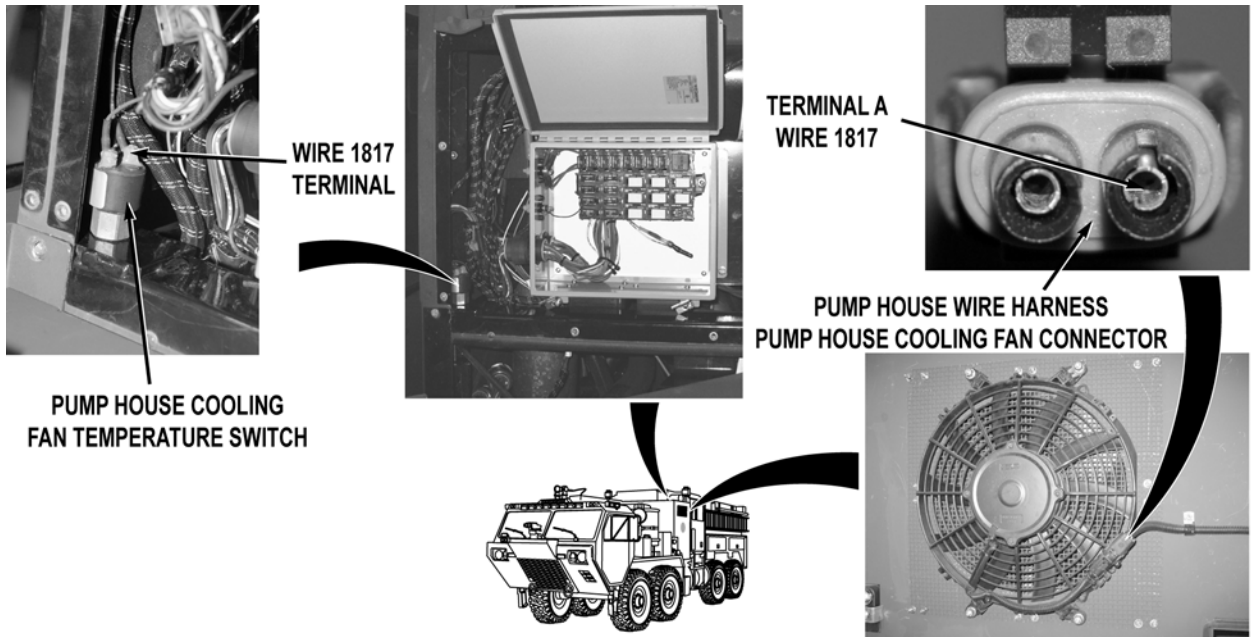 WIRE 1817
TERMINAL
TERMINAL A
WIRE 1817
PUMP HOUSE WIRE HARNESS
PUMP HOUSE COOLING FAN CONNECTOR
PUMP HOUSE COOLING
FAN TEMPERATURE SWITCH